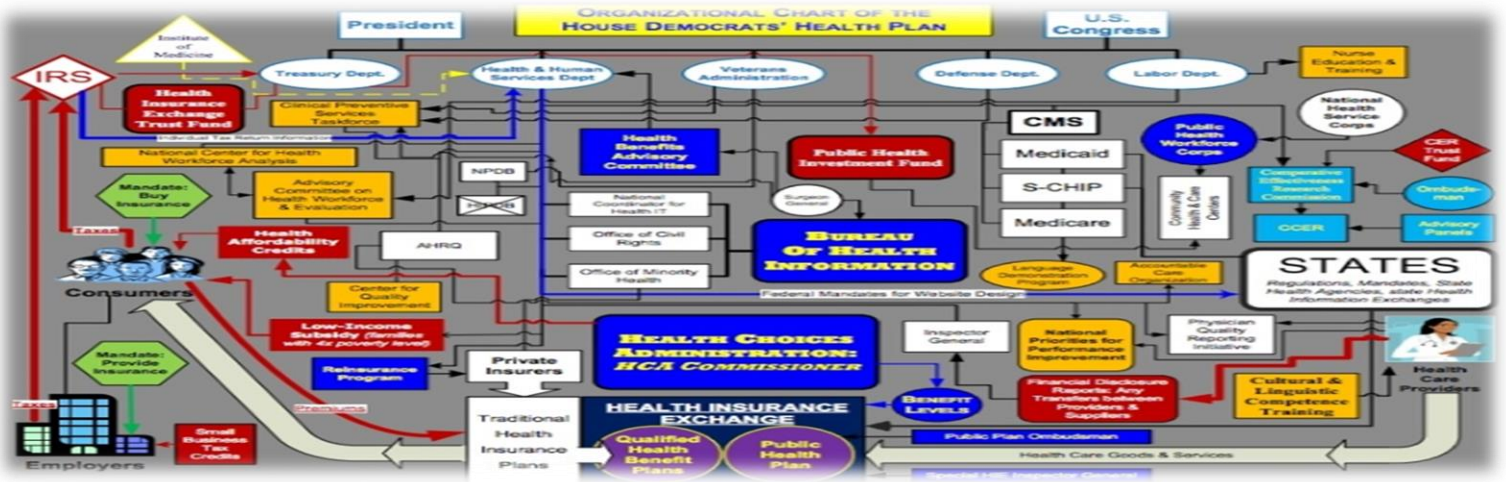 ORGANIZATIONAL CHART OF THE
HOUSE DEMOCRATS' HEALTH PLAN
President
U.S.
Congress
Institute
of
Medicine
IRS
Treasury Dept.
Health & Human
Services Dept
Veterans
Administration
Defense Dept.
Labor Dept.
Nurse
Education &
Training
Health
Insurance
Exchange
Trust Fund
Clinical Preventive
Services
Taskforce
Individual Tax Return Information
National Center for Health
Workforce Analysis
Health
Benefits
Advisory
Committee
Public Health
Investment Fund
CMS
Medicaid
S-CHIP
Medicare
Public
Health
Workforce
Corps
National
Health
Service
Corps
CER
Trust
Fund
Comparative
Effectiveness
Research
Commission
Ombuds-
man
CCER
Advisory
Panels
Community
Health & Care
Centers
Mandate:
Buy
Insurance
Advisory
Committee on
Health Workforce
& Evaluation
NPDB
National
Coordinator for
Health IT
Office of Civil
Rights
Office of Minority
Health
Surgeon
General
BUREAU
OF HEALTH
INFORMATION
Language
Demonstration
Program
Accountable
Care
Organization
STATES
Regulations, Mandates, State
Health Agencies, state Health
Information Exchanges
Taxes
Health
Affordability
Credits
AHRQ
Consumers
Center for
Quality
Improvement
Federal Mandates for Website Design
Low-Income
Subsidy (families
with 4x poverty level)
HEALTH CHOICES
ADMINISTRATION:
HCA COMMISSIONER
Inspector
General
National
Priorities for
Performance
Improvement
Physician
Quality
Reporting
Initiative
Health
Care
Providers
Mandate:
Provide
Insurance
Reinsurance
Program
Private
Insurers
BENEFIT
LEVELS
Financial Disclosure
Reports: Any
Transfers between
Providers &
Suppliers
Cultural &
Linguistic
Competence
Training
Taxes
Premiums
Traditional
Health
Insurance
Plans
HEALTH INSURANCE
EXCHANGE
Qualified
Health
Benefit
Plans
Public
Health
Plan
Public Plan Ombudsman
Small
Business
Tax
Credits
Employers
Health Care Goods & Services
Special HIE Inspector General